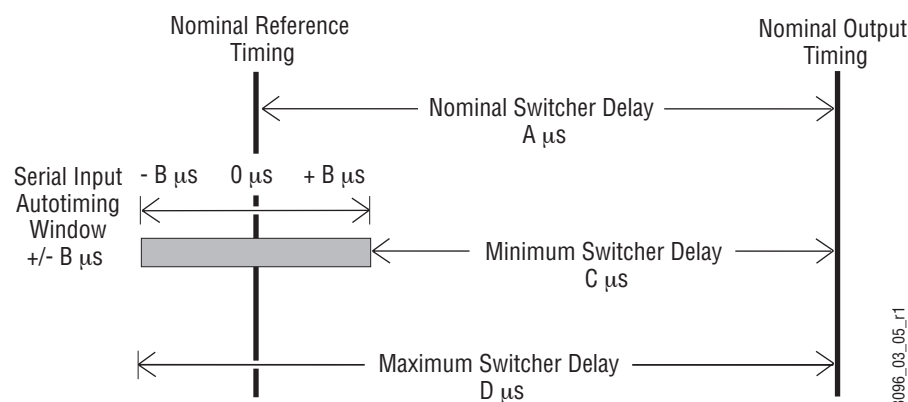 Nominal Reference
Timing
Nominal Output
Timing
Nominal Switcher Delay
A μs
Serial Input
Autotiming
Window
+/- B μs
- B μs 0 μs + B μs
Minimum Switcher Delay
C μs
Maximum Switcher Delay
D μs
8096_03_05_r1